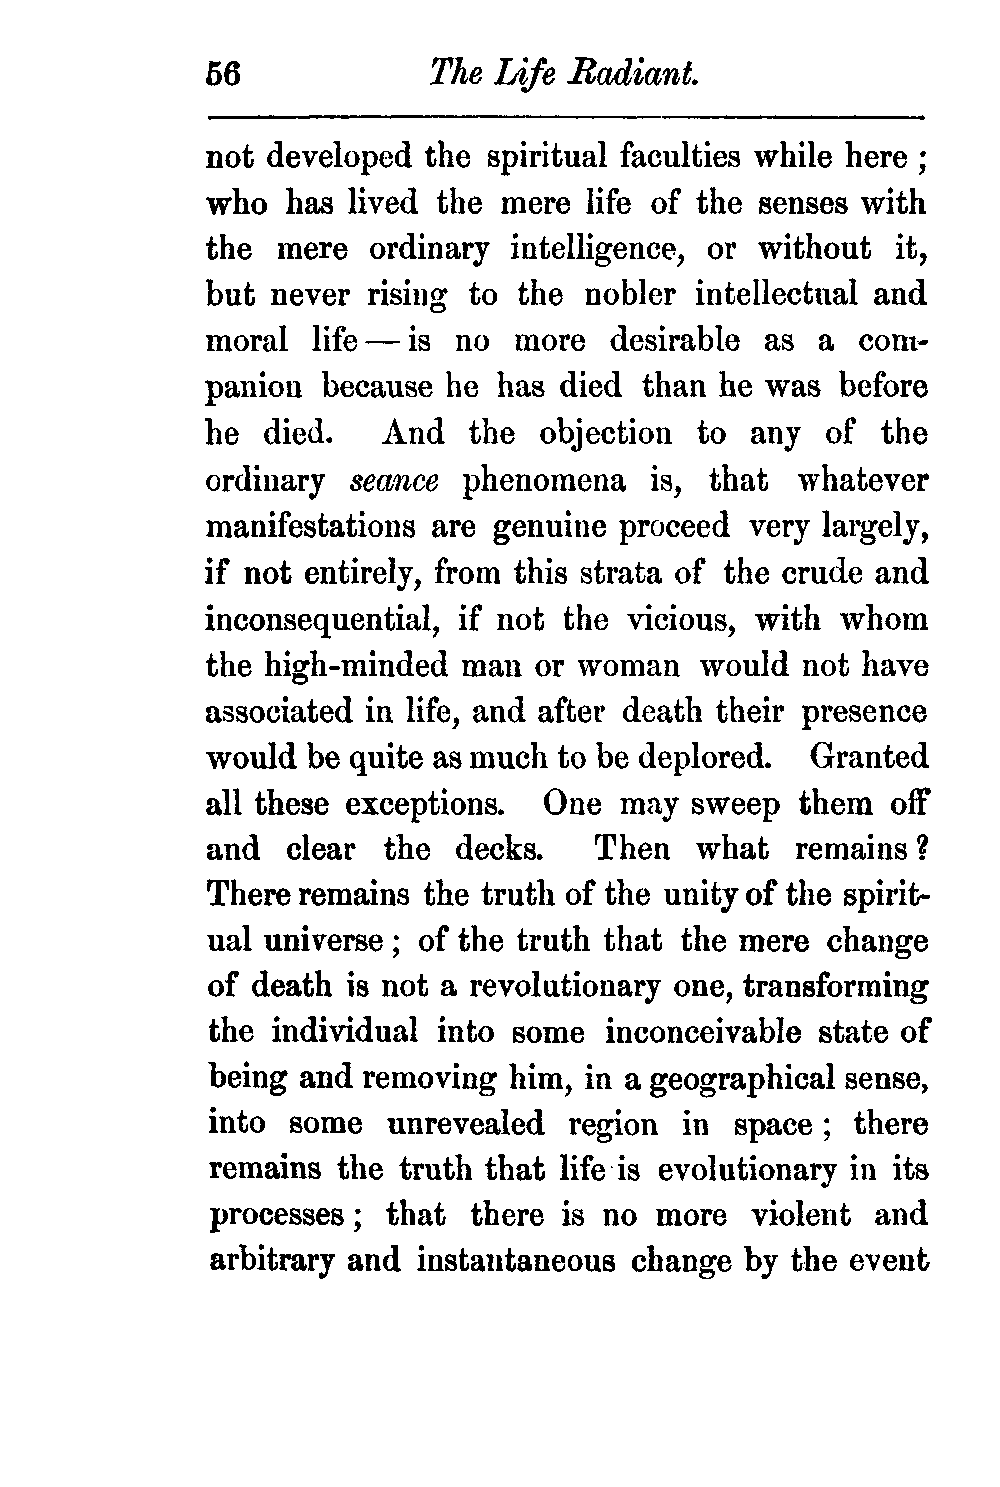 56 The Life Radiant.
not developed the spiritual faculties while here ;
who has lived the mere life of the senses with
the mere ordinary intelligence, or without it,
but never rising to the nobler intellectual and
moral life — is no more desirable as a com-
panion because he has died than he was before
he died. And the objection to any of the
ordinary seance phenomena is, that whatever
manifestations are genuine proceed very largely,
if not entirely, from this strata of the crude and
inconsequential, if not the vicious, with whom
the high-minded man or woman would not have
associated in life, and after death their presence
would be quite as much to be deplored. Granted
all these exceptions. One may sweep them off
and clear the decks. Then what remains ?
There remains the truth of the unity of the spirit-
ual universe ; of the truth that the mere change
of death is not a revolutionary one, transforming
the individual into some inconceivable state of
being and removing him, in a geographical sense,
into some unrevealed region in space ; there
remains the truth that life is evolutionary in its
processes ; that there is no more violent and
arbitrary and instantaneous change by the event